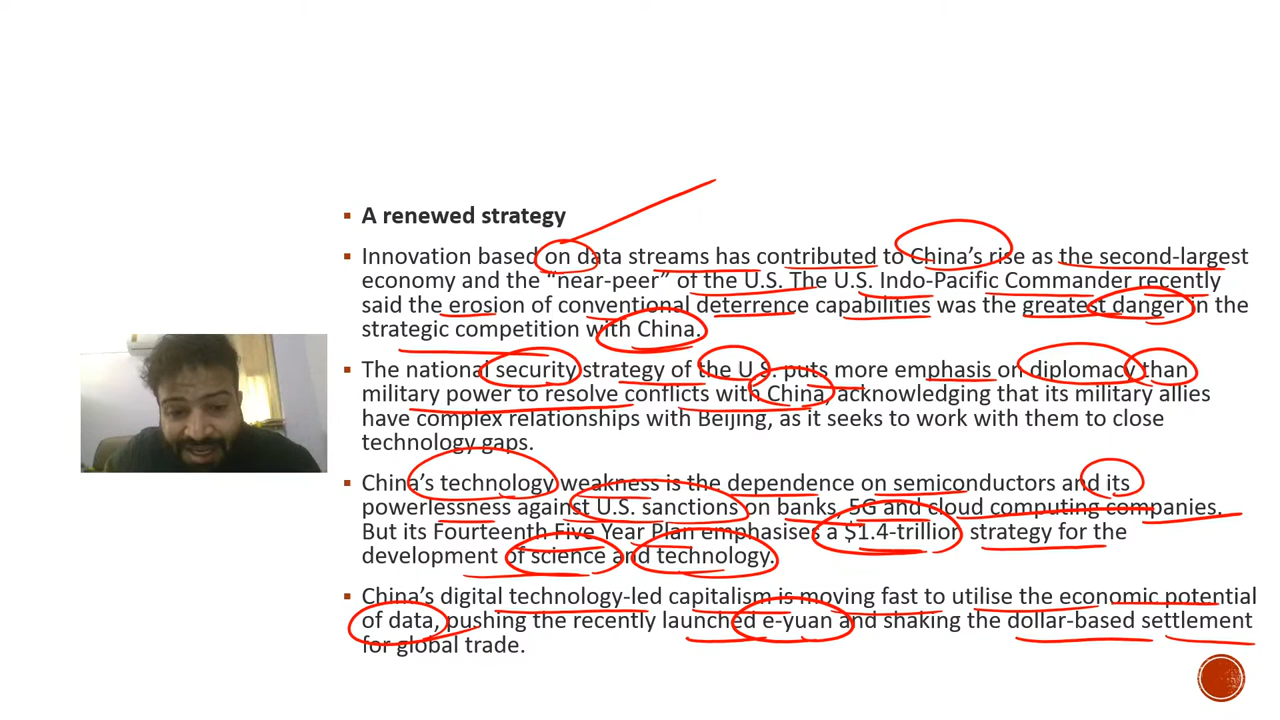 A renewed strategy
Innovation based on data streams has contributed to China’s rise as the second-largest
economy and the “near-peer” of the U.S. The U.S. Indo-Pacific Commander recently
said the erosion of conventional deterrence capabilities was the greatest danger in the
strategic competition with China.
The national security strategy of the U.S. puts more emphasis on diplomacy than
military power to resolve conflicts with China, acknowledging that its military allies
have complex relationships with Beijing, as it seeks to work with them to close
technology gaps.
China’s technology weakness is the dependence on semiconductors and its
powerlessness against U.S. sanctions on banks, 5G and cloud computing companies.
But its Fourteenth Five Year Plan emphasises a $1.4-trillion strategy for the
development of science and technology.
China’s digital technology-led capitalism is moving fast to utilise the economic potential
of data, pushing the recently launched e-yuan and shaking the dollar-based settlement
for global trade.